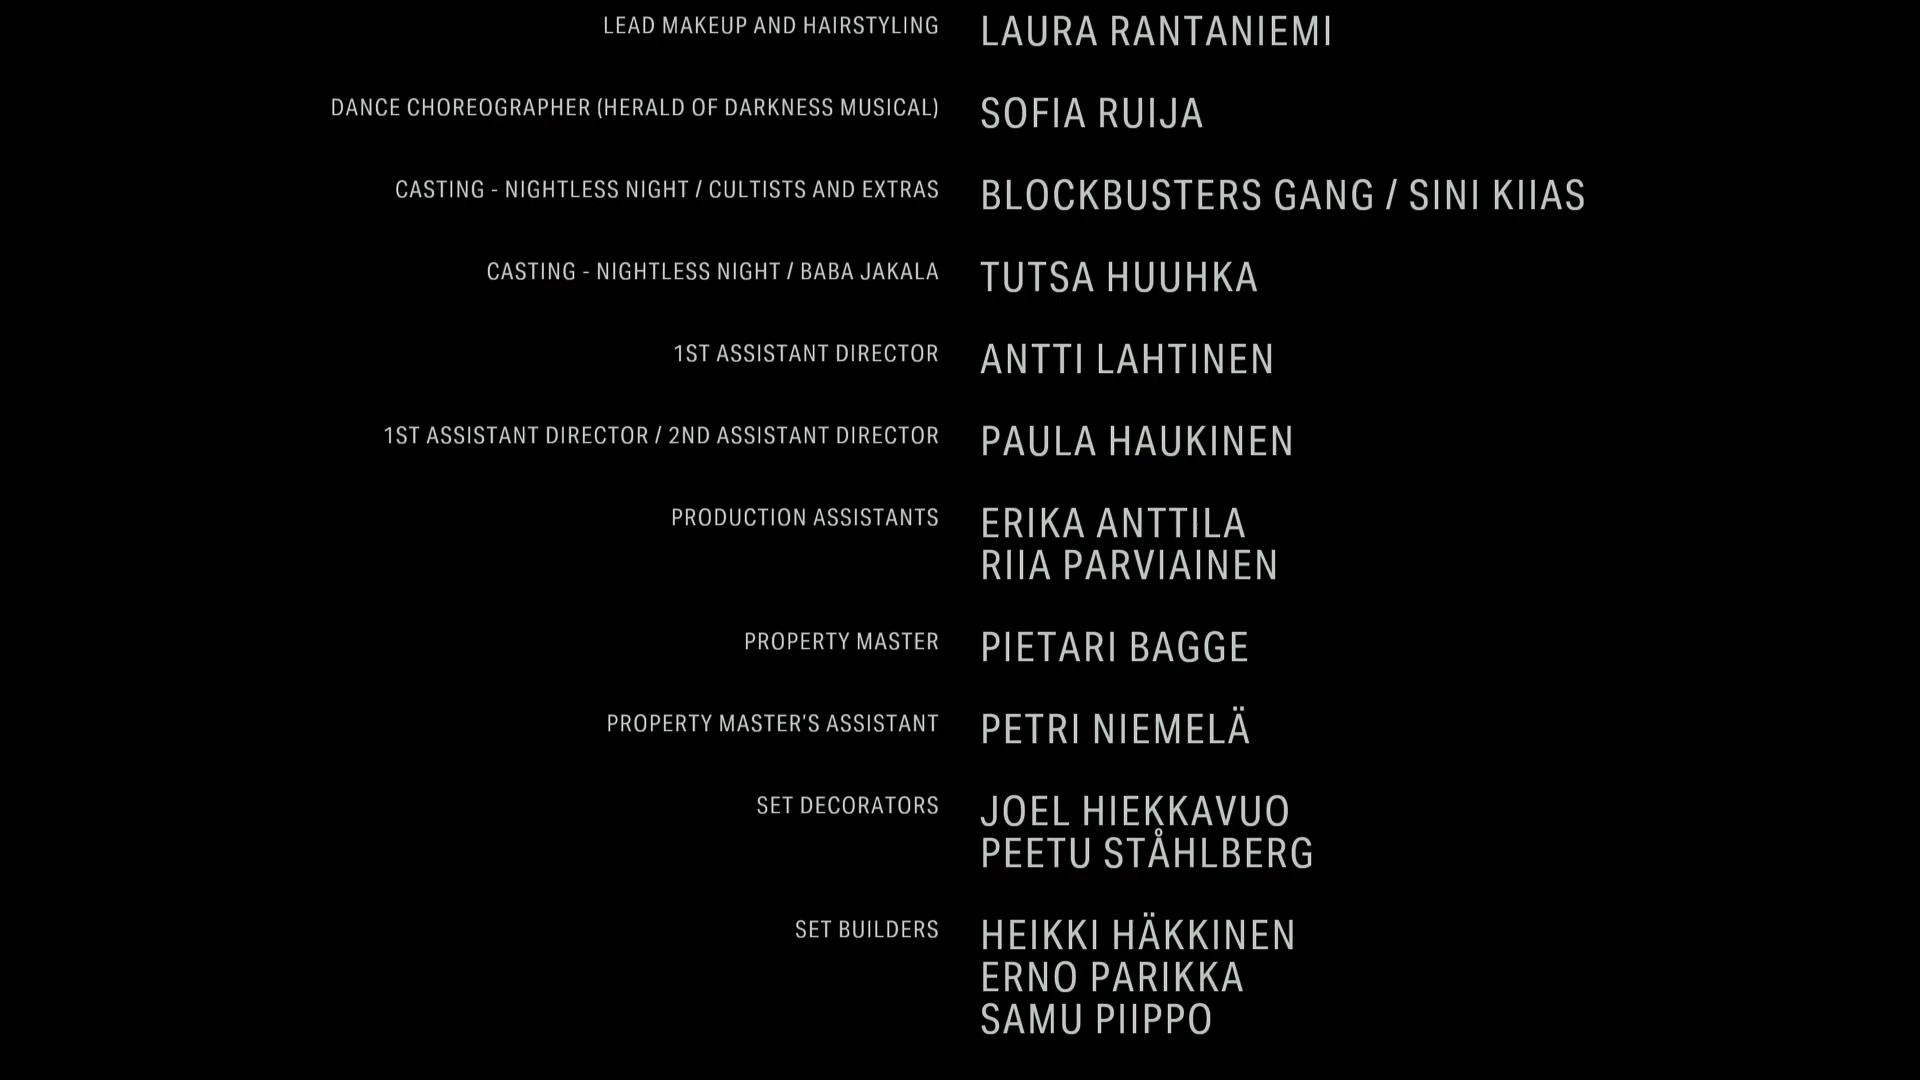 LEAD MAKEUP AND HAIRSTYLING LAURA RANTANIEMI
DANCE CHOREOGRAPHER (HERALD OF DARKNESS MUSICAL) SOFIA RUIJA
CASTING - NIGHTLESS NIGHT / CULTISTS AND EXTRAS BLOCKBUSTERS GANG / SINI KIIAS
CASTING - NIGHTLESS NIGHT / BABA JAKALA TUTSA HUUHKA
1ST ASSISTANT DIRECTOR ANTTI LAHTINEN
1ST ASSISTANT DIRECTOR / 2ND ASSISTANT DIRECTOR PAULA HAUKINEN
PRODUCTION ASSISTANTS ERIKA ANTTILA
RIIA PARVIAINEN
PROPERTY MASTER PIETARI BAGGE
PROPERTY MASTER’S ASSISTANT PETRI NIEMELÄ
SET DECORATORS JOEL HIEKKAVUO
PEETU STÅHLBERG
SET BUILDERS HEIKKI HÄKKINEN
ERNO PARIKKA
SAMU PIIPPO